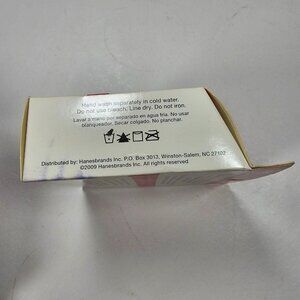 Hand wash separately in cold water.
Do not use bleach. Line dry. Do not iron.
Lavar a mano por separado en agua fria. No usar
blanqueador. Secar colgado. No planchar.
Distributed by: Hanesbrands Inc. P.O. Box 3013, Winston-Salem, NC 27102
©2009 Hanesbrands Inc. All rights reserved